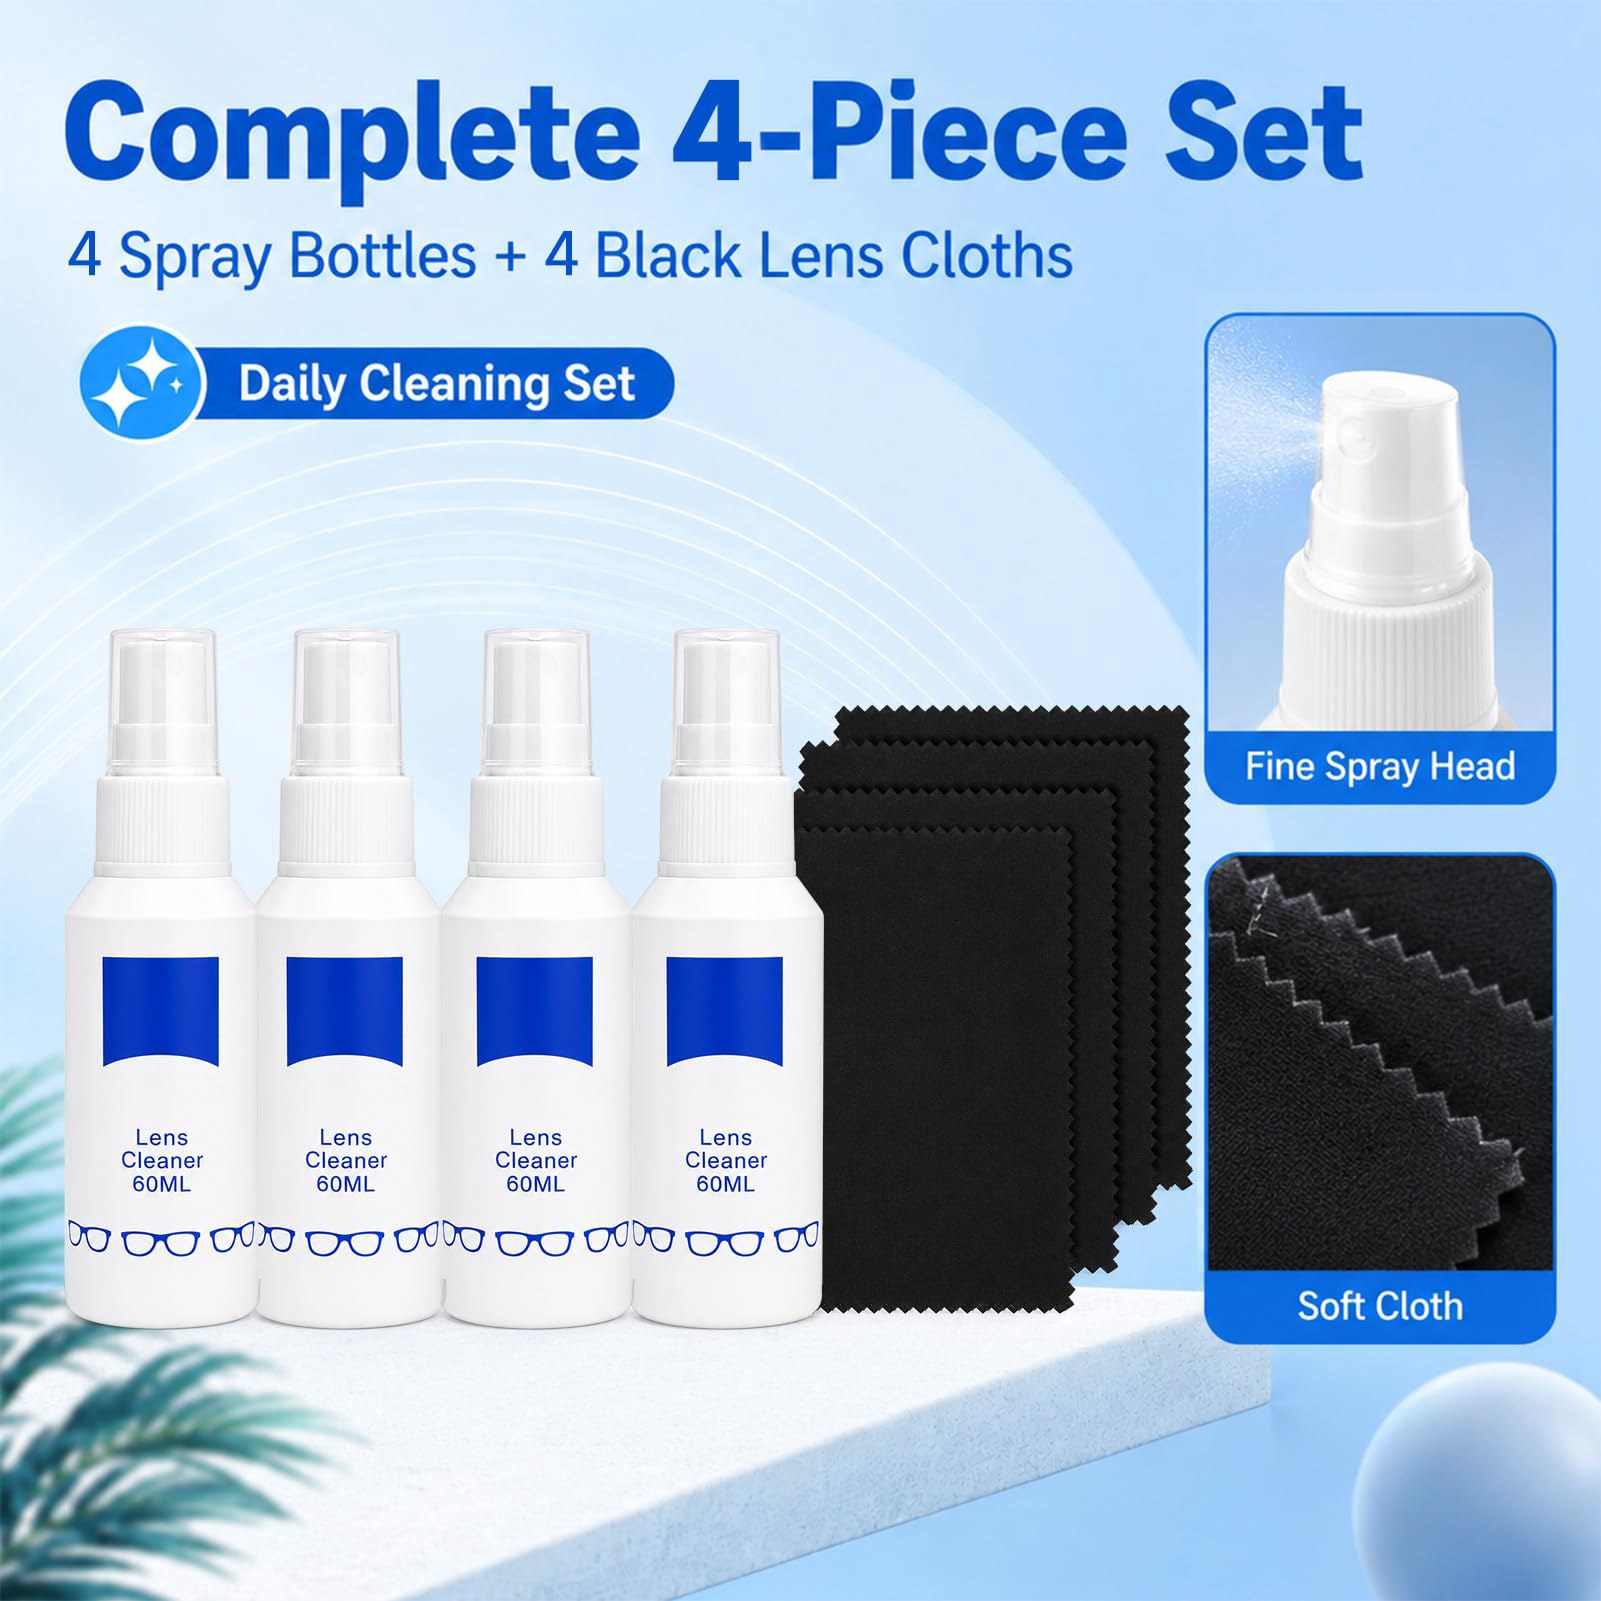 Complete 4-Piece Set
4 Spray Bottles + 4 Black Lens Cloths
Daily Cleaning Set
Fine Spray Head
Lens
Cleaner
60ML
Lens
Cleaner
60ML
Lens
Cleaner
60ML
Lens
Cleaner
60ML
Soft Cloth